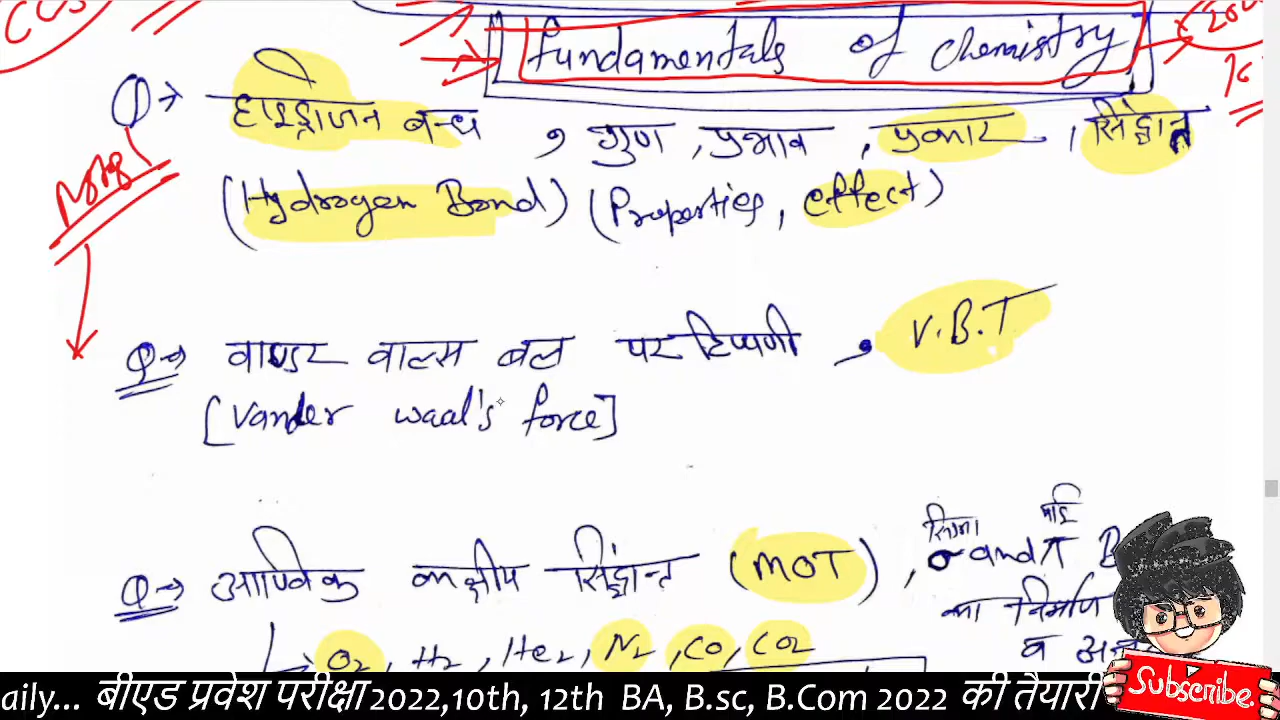 fundamentals of chemistry
Q→ हाइड्रोजन बन्ध , गुण , प्रभाव , प्रकार , सिद्धान्त
(Hydrogen Bond) (Properties, effect)
Q→ वाण्डर वाल्स बल पर टिप्पणी , V.B.T
[Vander waal's force]
सिग्मा पाई
Q→ आण्विक कक्षीय सिद्धान्त (MOT) , σ and π B
का निर्माण
→ O2, H2, He2, N2, CO, CO2 व
aily... बीएड प्रवेश परीक्षा 2022,10th, 12th BA, B.sc, B.Com 2022 की तैयारी
Subscribe.